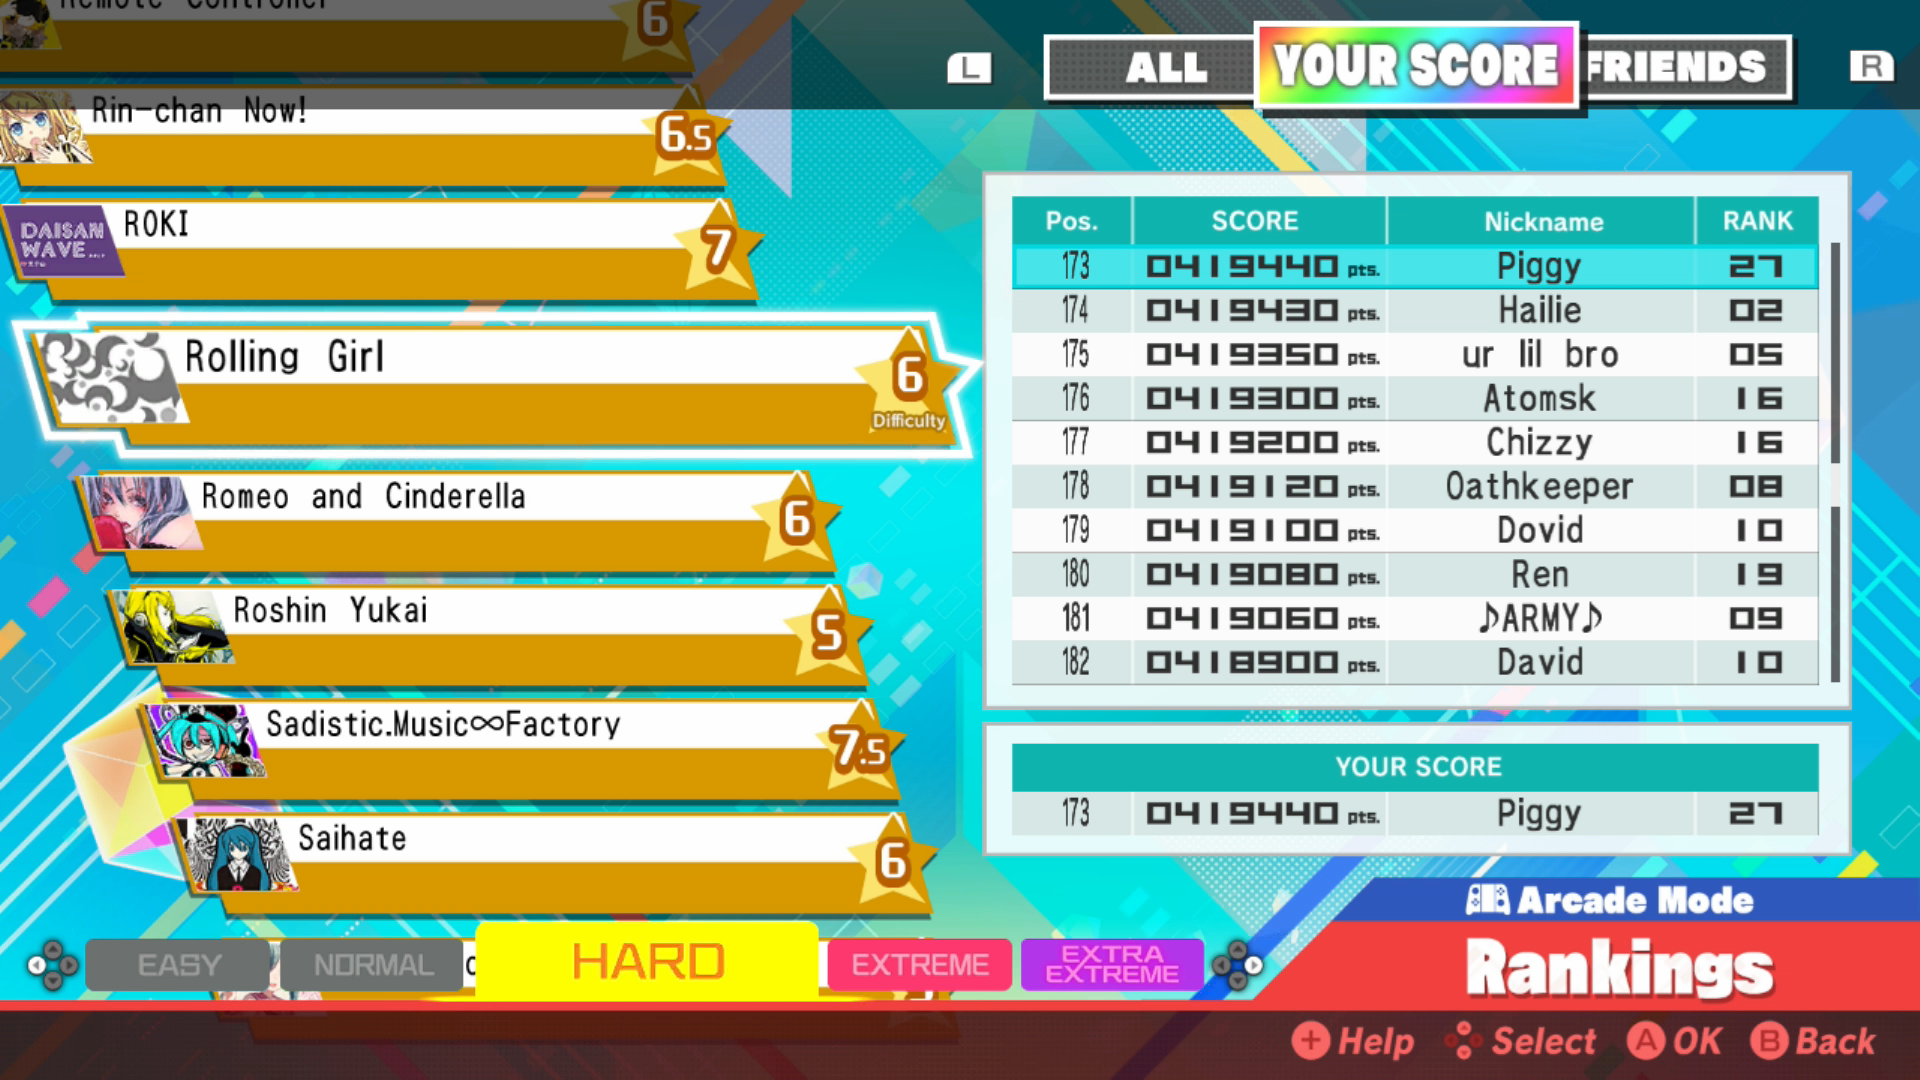 Remote Controller
6
L
ALL
YOUR SCORE
FRIENDS
R
Rin-chan Now!
6.5
DAISAN
WAVE
ROKI
7
Rolling Girl
6
Difficulty
Romeo and Cinderella
6
Roshin Yukai
5
Sadistic.Music∞Factory
7.5
Saihate
6
Pos. SCORE Nickname RANK
173 0419440 pts. Piggy 27
174 0419430 pts. Hailie 02
175 0419350 pts. ur lil bro 05
176 0419300 pts. Atomsk 16
177 0419200 pts. Chizzy 16
178 0419120 pts. Oathkeeper 08
179 0419100 pts. Dovid 10
180 0419080 pts. Ren 19
181 0419060 pts. ♪ARMY♪ 09
182 0418900 pts. David 10
YOUR SCORE
173 0419440 pts. Piggy 27
Arcade Mode
Rankings
EASY
NORMAL
HARD
EXTREME
EXTRA
EXTREME
+ Help
Select
A OK
B Back